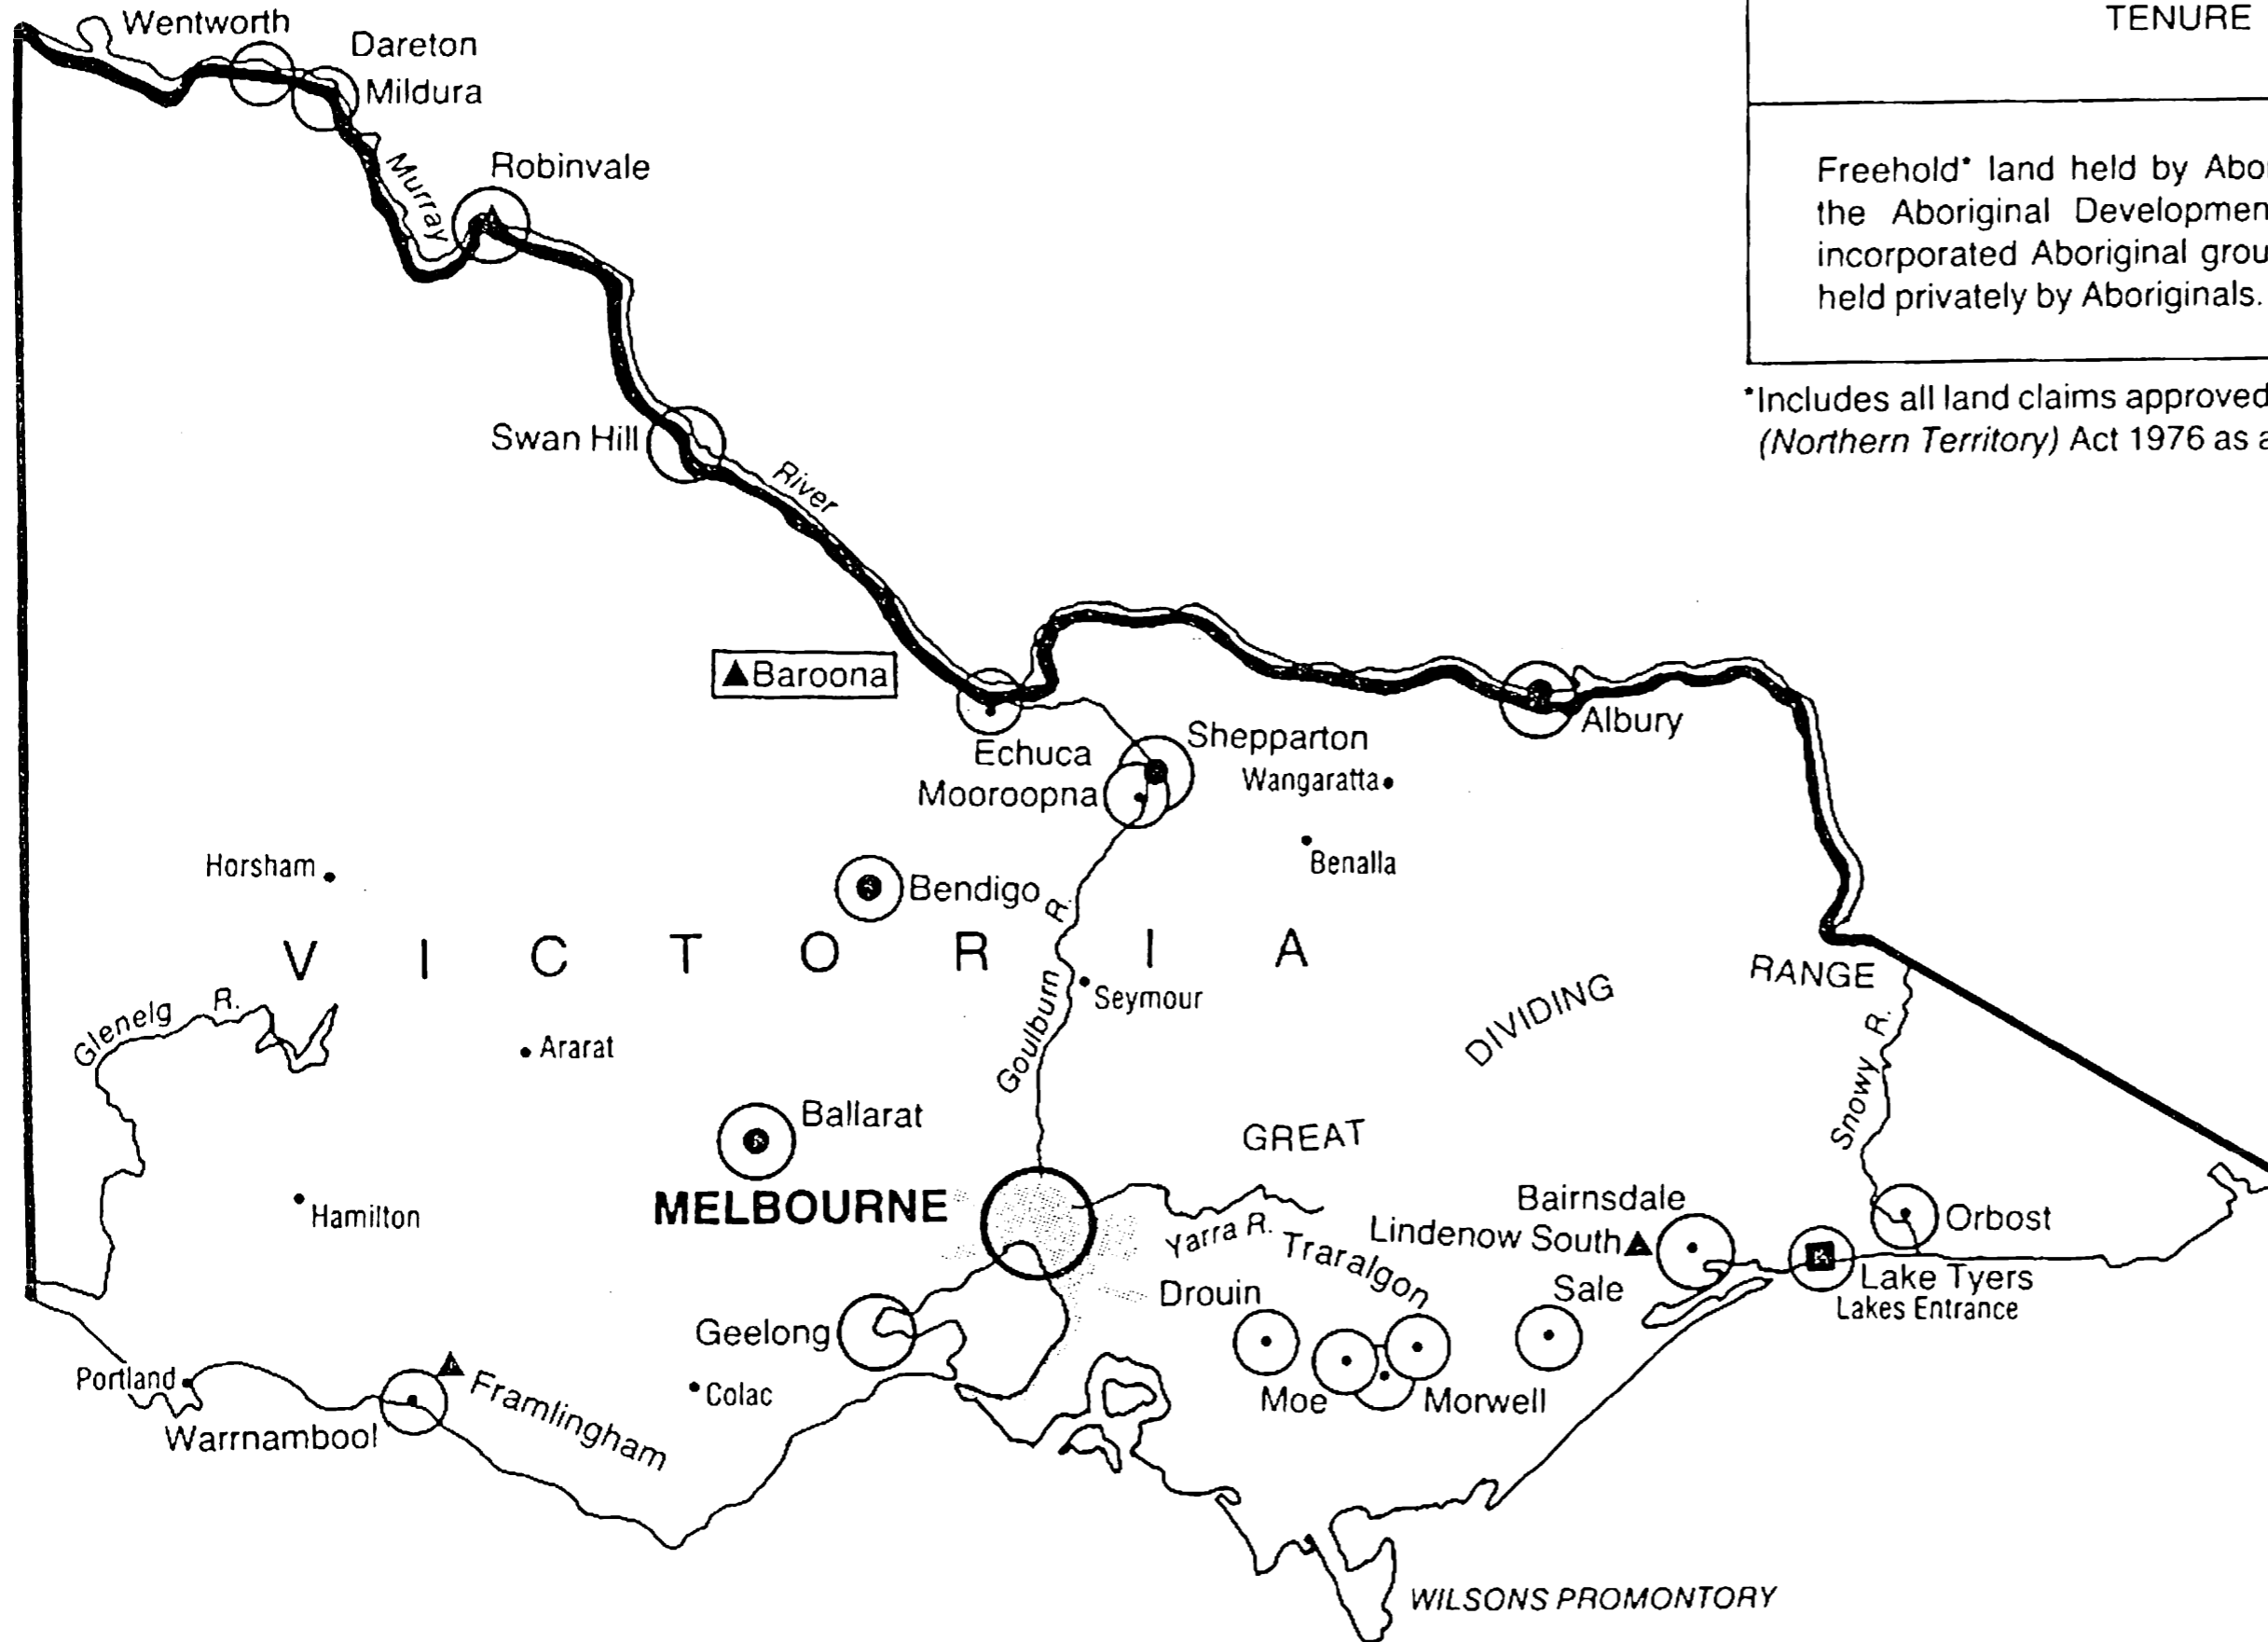 TENURE
Freehold* land held by Abor
the Aboriginal Developmen
incorporated Aboriginal grou
held privately by Aboriginals.
*Includes all land claims approved
(Northern Territory) Act 1976 as a
Wentworth
Dareton
Mildura
Murray
Robinvale
Swan Hill
River
Baroona
Echuca
Shepparton
Mooroopna
Wangaratta
Albury
Benalla
Horsham
Bendigo
VICTORIA
Goulburn R.
Seymour
Glenelg R.
Ararat
GREAT
DIVIDING
RANGE
Snowy R.
Ballarat
MELBOURNE
Hamilton
Yarra R.
Bairnsdale
Lindenow South
Orbost
Traralgon
Drouin
Sale
Lake Tyers
Lakes Entrance
Geelong
Moe
Morwell
Portland
Framlingham
Colac
Warrnambool
WILSONS PROMONTORY